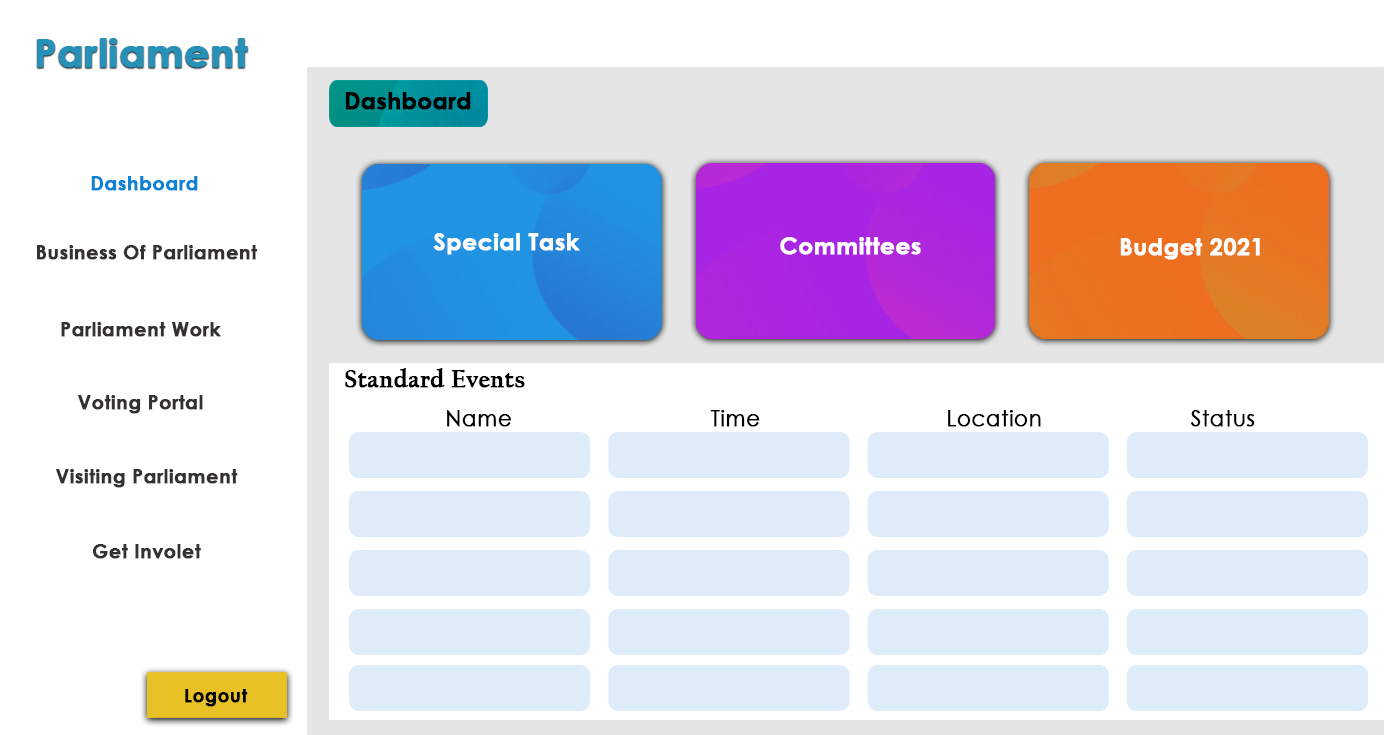 Parliament
Dashboard
Dashboard
Business Of Parliament
Parliament Work
Voting Portal
Visiting Parliament
Get Involet
Logout
Special Task
Committees
Budget 2021
Standard Events
Name
Time
Location
Status